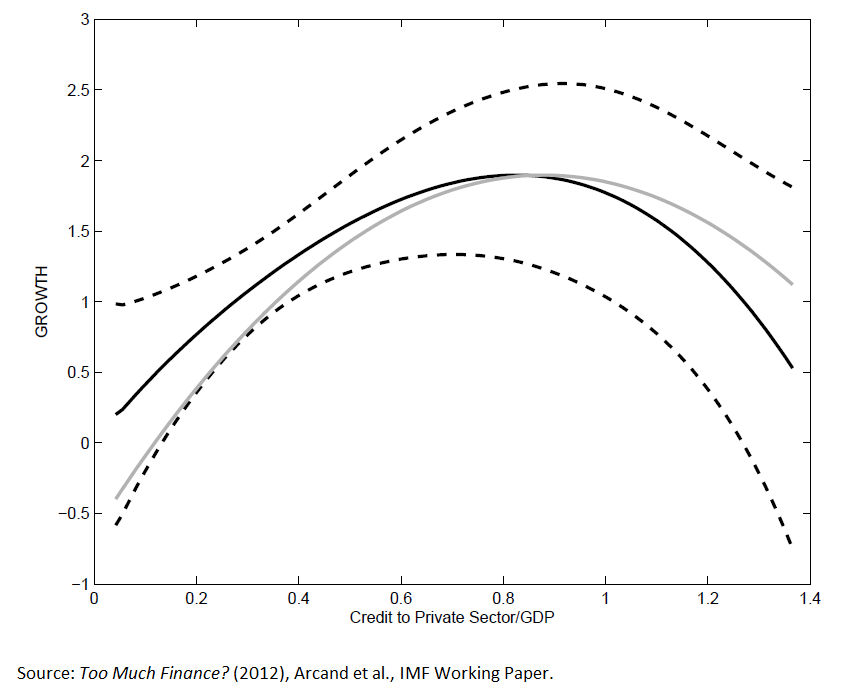 3
2.5
2
1.5
1
0.5
0
−0.5
−1
GROWTH
0 0.2 0.4 0.6 0.8 1 1.2 1.4
Credit to Private Sector/GDP
Source: Too Much Finance? (2012), Arcand et al., IMF Working Paper.